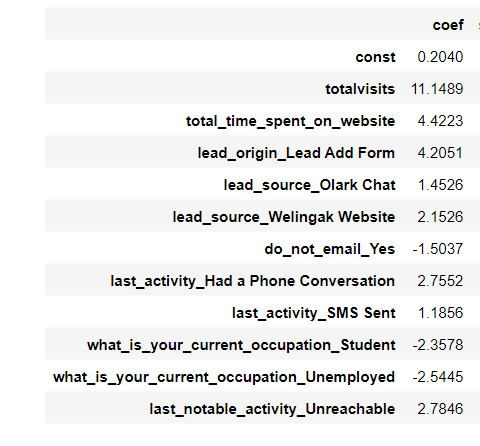 coef
const 0.2040
totalvisits 11.1489
total_time_spent_on_website 4.4223
lead_origin_Lead Add Form 4.2051
lead_source_Olark Chat 1.4526
lead_source_Welingak Website 2.1526
do_not_email_Yes -1.5037
last_activity_Had a Phone Conversation 2.7552
last_activity_SMS Sent 1.1856
what_is_your_current_occupation_Student -2.3578
what_is_your_current_occupation_Unemployed -2.5445
last_notable_activity_Unreachable 2.7846